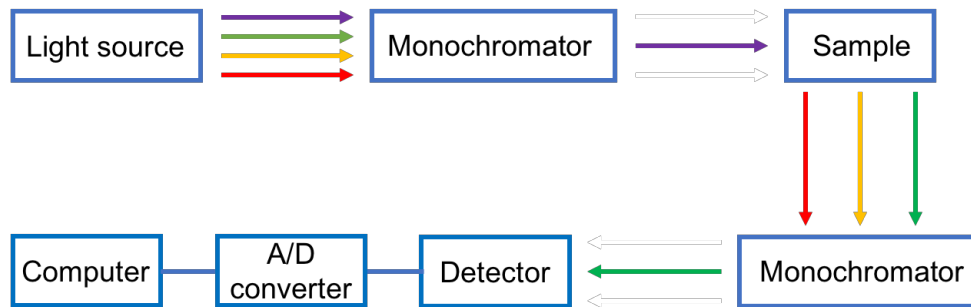 Light source
Monochromator
Sample
Computer
A/D
converter
Detector
Monochromator